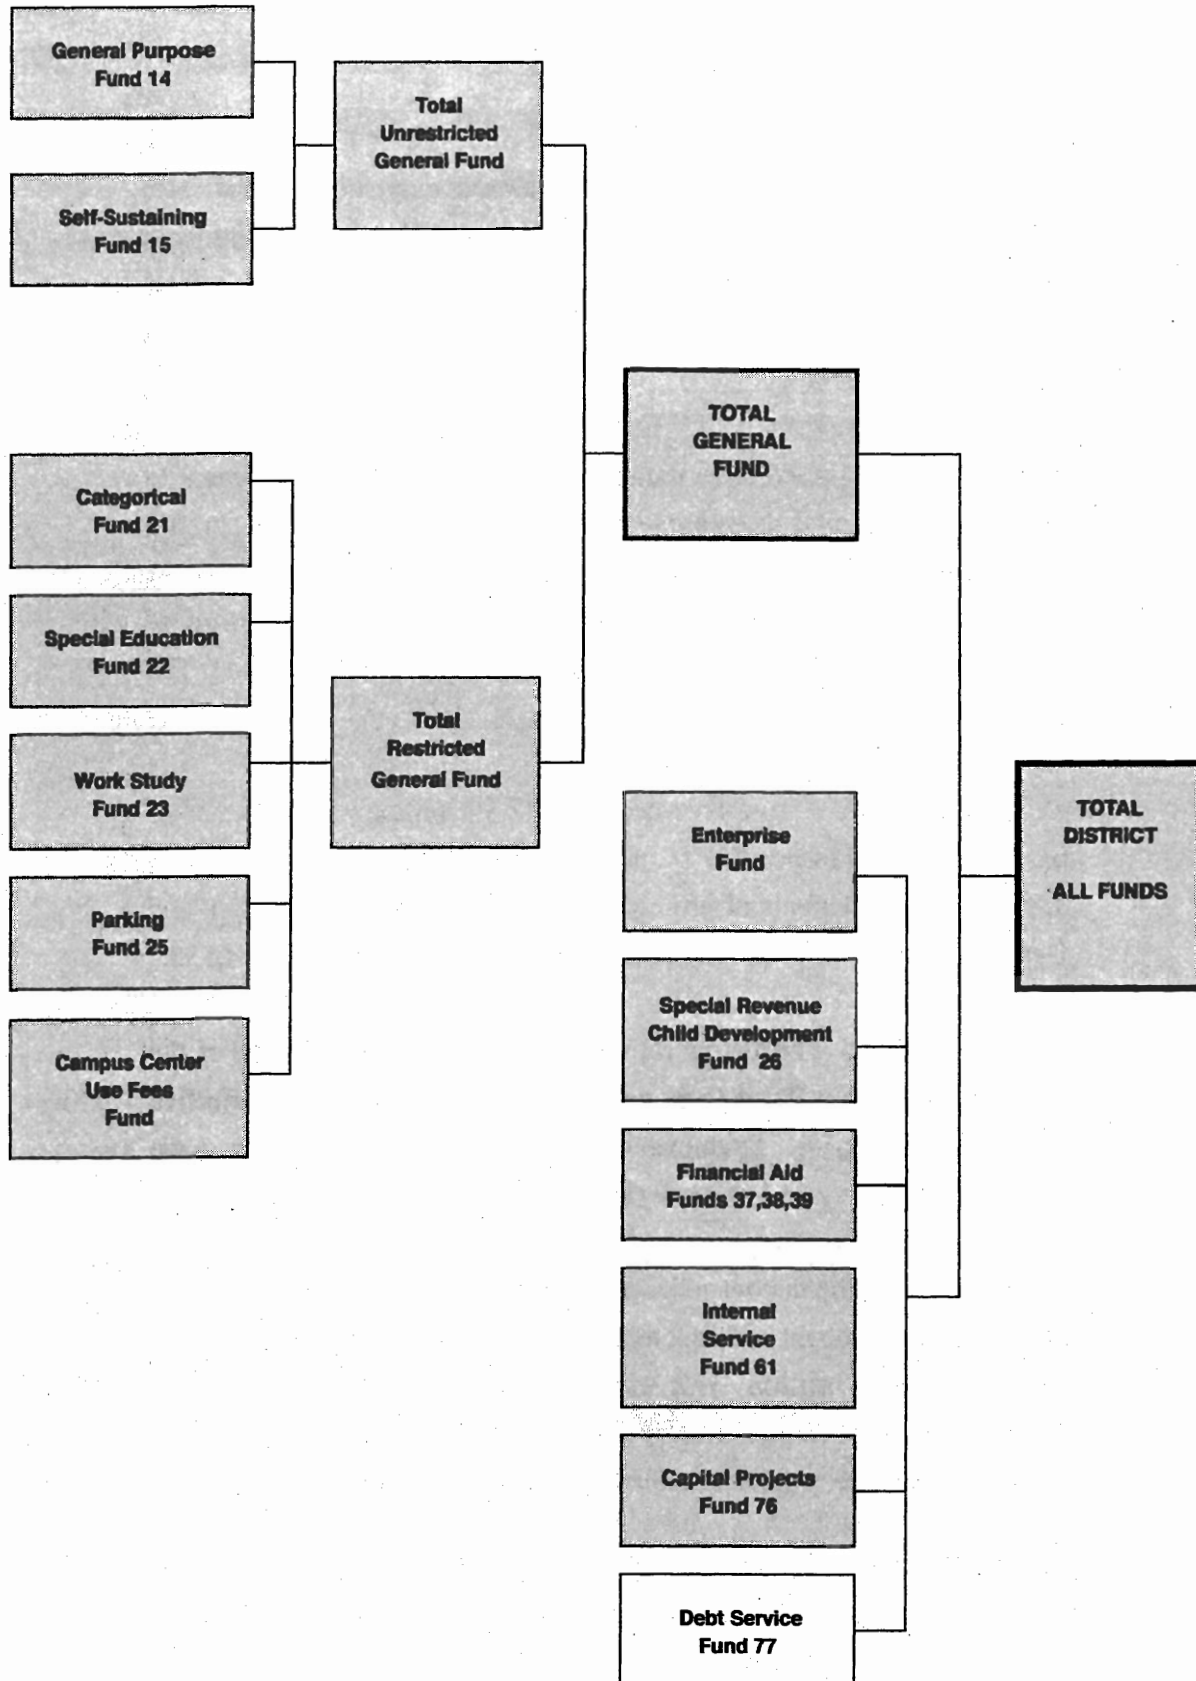 General Purpose
Fund 14
Self-Sustaining
Fund 15
Total
Unrestricted
General Fund
Categorical
Fund 21
Special Education
Fund 22
Work Study
Fund 23
Parking
Fund 25
Campus Center
Use Fees
Fund
Total
Restricted
General Fund
TOTAL
GENERAL
FUND
Enterprise
Fund
Special Revenue
Child Development
Fund 26
Financial Aid
Funds 37,38,39
Internal
Service
Fund 61
Capital Projects
Fund 76
Debt Service
Fund 77
TOTAL
DISTRICT
ALL FUNDS